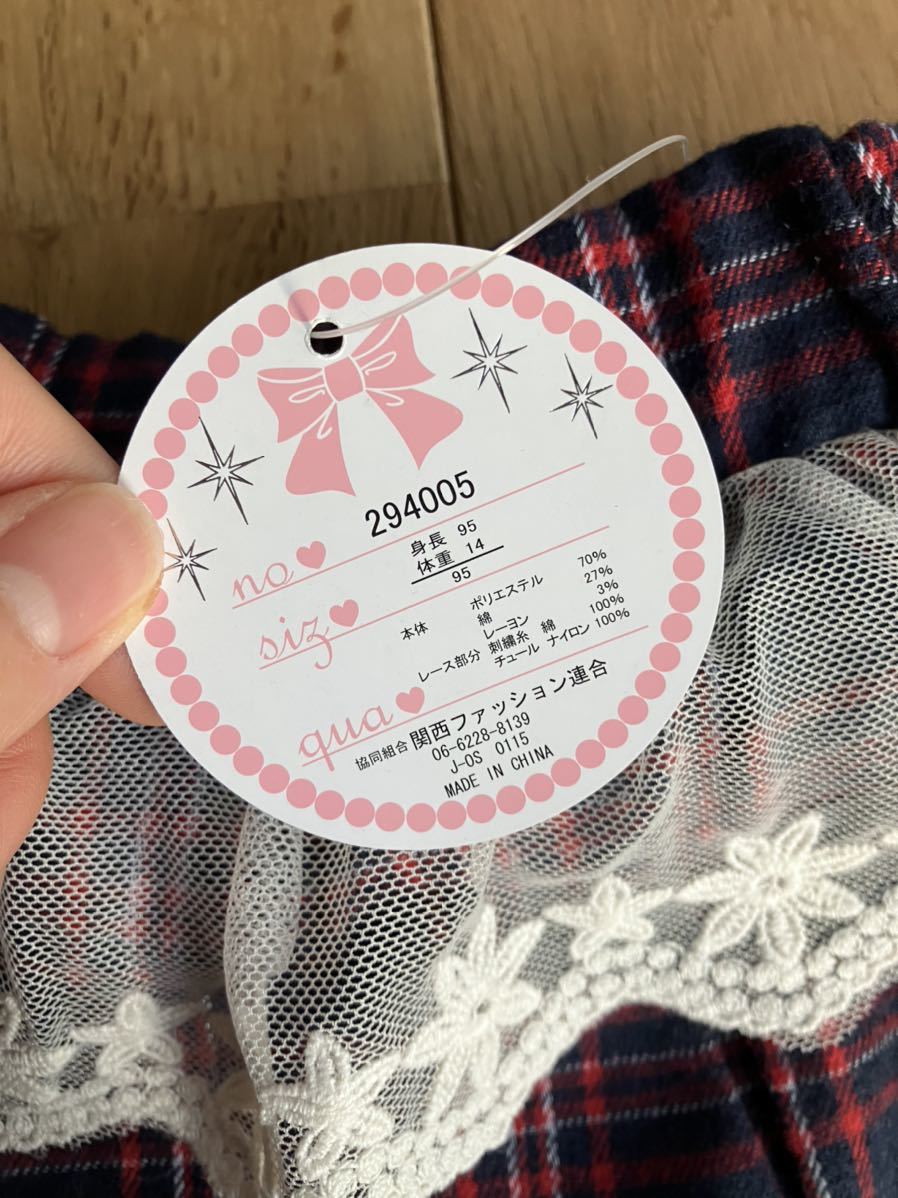 294005
no
身長 95
体重 14
95
siz
本体 ポリエステル 70%
綿 27%
レーヨン 3%
レース部分 刺繍糸 綿 100%
チュール ナイロン 100%
qua
協同組合 関西ファッション連合
06-6228-8139
J-OS 0115
MADE IN CHINA